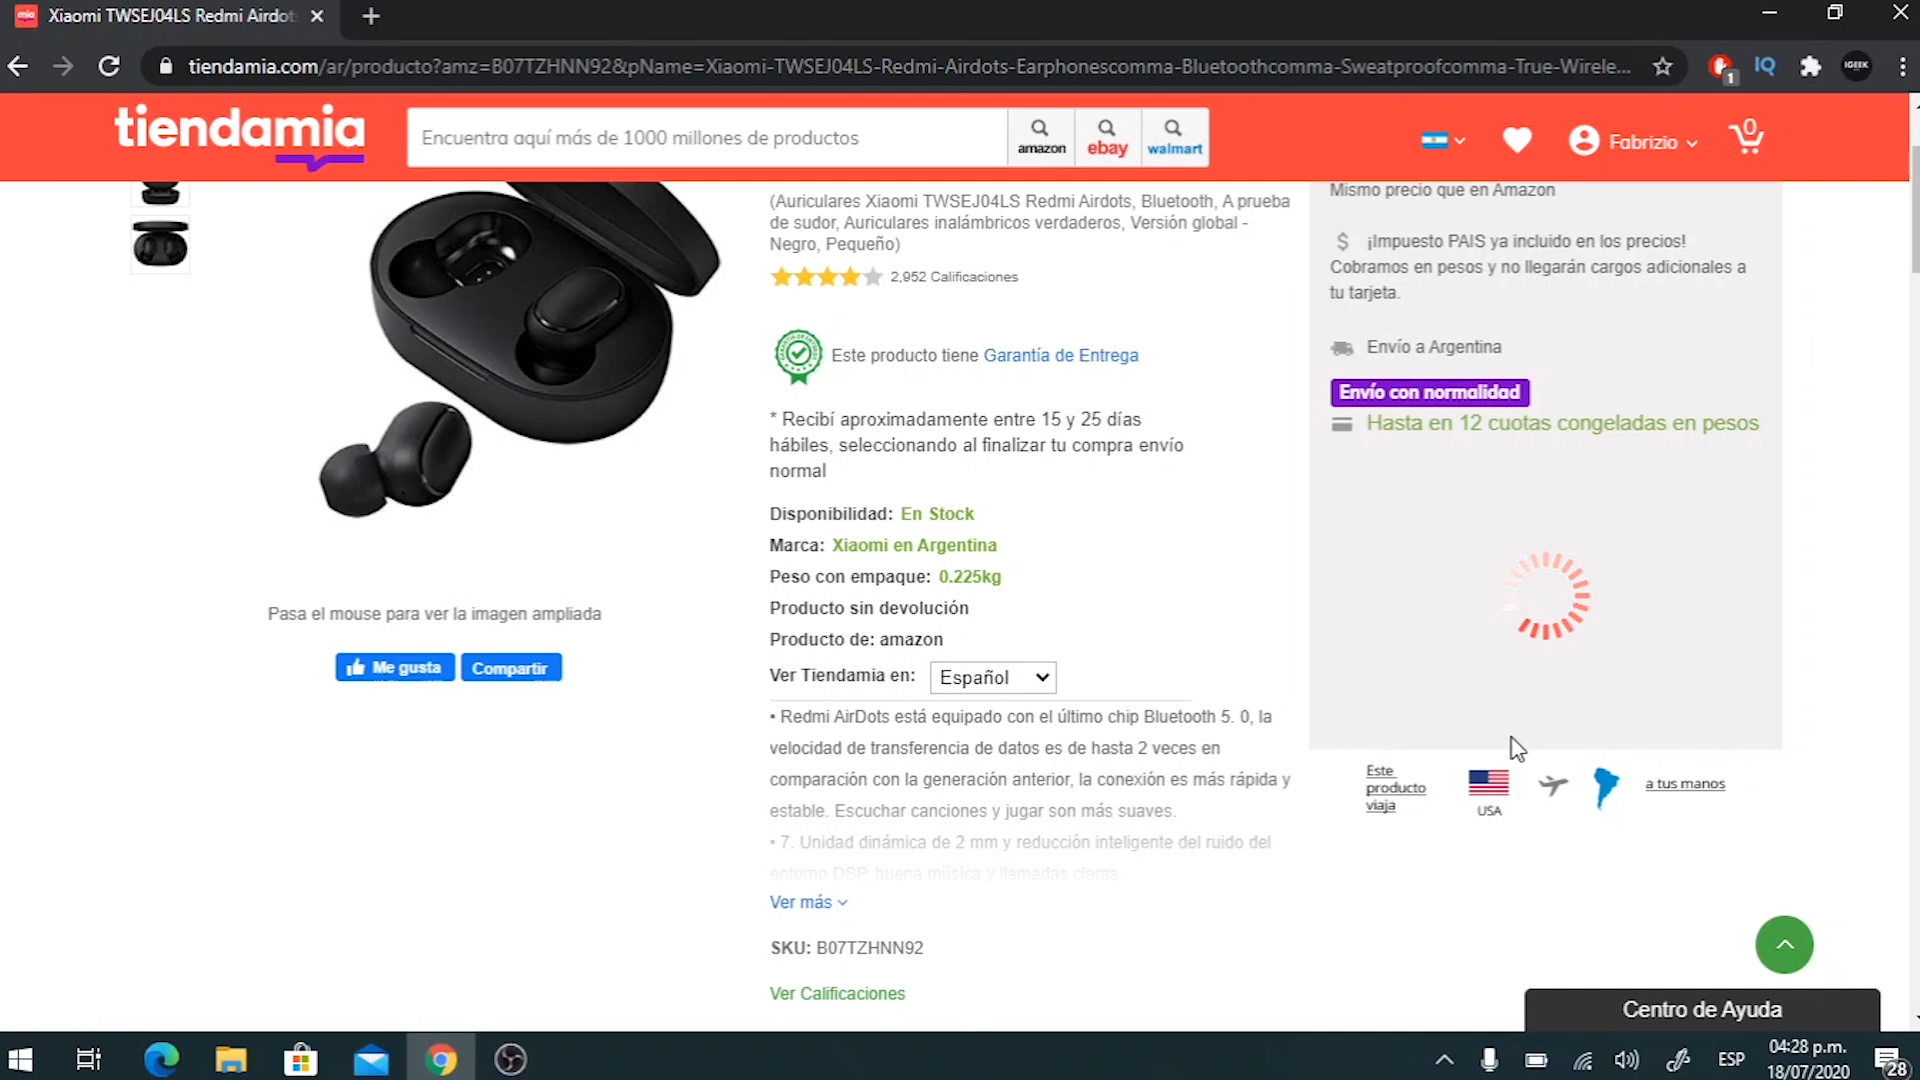 Xiaomi TWSEJ04LS Redmi Airdot
tiendamia.com/ar/producto?amz=B07TZHNN92&pName=Xiaomi-TWSEJ04LS-Redmi-Airdots-Earphonescomma-Bluetoothcomma-Sweatproofcomma-True-Wirele...
1
IQ
IGEEK
mia
tiendamia
Encuentra aquí más de 1000 millones de productos
amazon
ebay
walmart
Fabrizio
0
(Auriculares Xiaomi TWSEJ04LS Redmi Airdots, Bluetooth, A prueba
de sudor, Auriculares inalámbricos verdaderos, Versión global -
Negro, Pequeño)
2,952 Calificaciones
Este producto tiene Garantía de Entrega
* Recibí aproximadamente entre 15 y 25 días
hábiles, seleccionando al finalizar tu compra envío
normal
Disponibilidad: En Stock
Marca: Xiaomi en Argentina
Peso con empaque: 0.225kg
Producto sin devolución
Producto de: amazon
Ver Tiendamia en: Español
• Redmi AirDots está equipado con el último chip Bluetooth 5. 0, la
velocidad de transferencia de datos es de hasta 2 veces en
comparación con la generación anterior, la conexión es más rápida y
estable. Escuchar canciones y jugar son más suaves.
• 7. Unidad dinámica de 2 mm y reducción inteligente del ruido del
entorno DSP, buena música y llamadas claras.
Ver más
SKU: B07TZHNN92
Ver Calificaciones
Pasa el mouse para ver la imagen ampliada
Me gusta
Compartir
Mismo precio que en Amazon
$ ¡Impuesto PAIS ya incluido en los precios!
Cobramos en pesos y no llegarán cargos adicionales a
tu tarjeta.
Envío a Argentina
Envío con normalidad
Hasta en 12 cuotas congeladas en pesos
Este
producto
viaja
USA
a tus manos
Centro de Ayuda
ESP
04:28 p.m.
18/07/2020
28